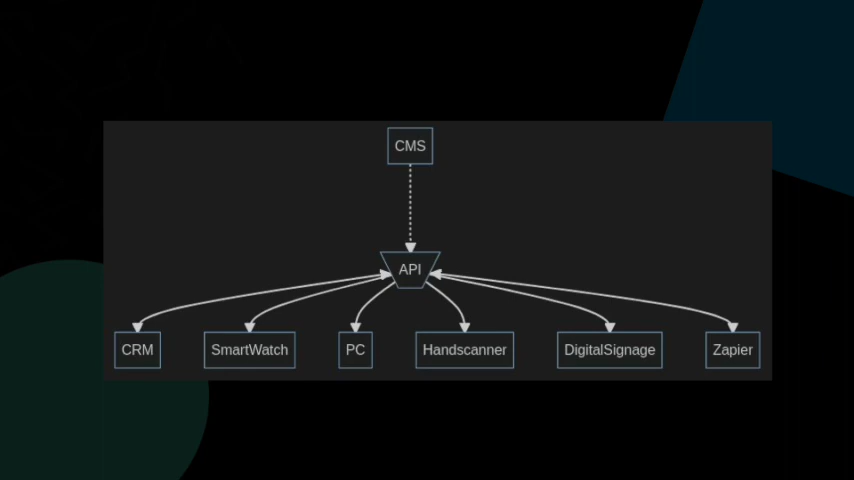 CMS
API
CRM
SmartWatch
PC
Handscanner
DigitalSignage
Zapier